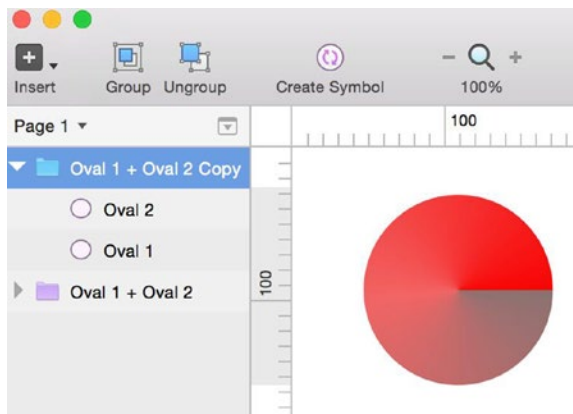 Insert Group Ungroup Create Symbol 100%
Page 1
100
Oval 1 + Oval 2 Copy
Oval 2
Oval 1
Oval 1 + Oval 2
100